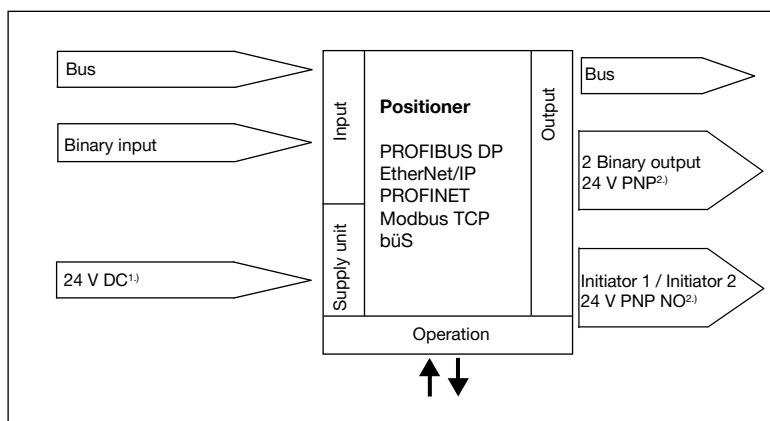 Bus
Binary input
24 V DC1.)
Input
Supply unit
Positioner
PROFIBUS DP
EtherNet/IP
PROFINET
Modbus TCP
büS
Output
Operation
Bus
2 Binary output
24 V PNP2.)
Initiator 1 / Initiator 2
24 V PNP NO2.)